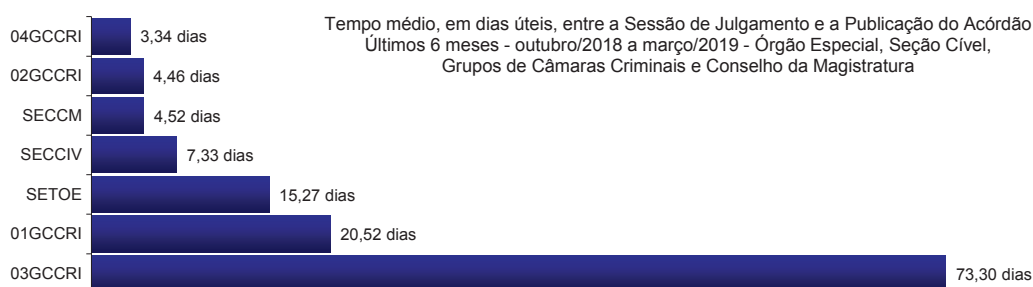 Tempo médio, em dias úteis, entre a Sessão de Julgamento e a Publicação do Acórdão
Últimos 6 meses - outubro/2018 a março/2019 - Órgão Especial, Seção Cível,
Grupos de Câmaras Criminais e Conselho da Magistratura
04GCCRI 3,34 dias
02GCCRI 4,46 dias
SECCM 4,52 dias
SECCIV 7,33 dias
SETOE 15,27 dias
01GCCRI 20,52 dias
03GCCRI 73,30 dias